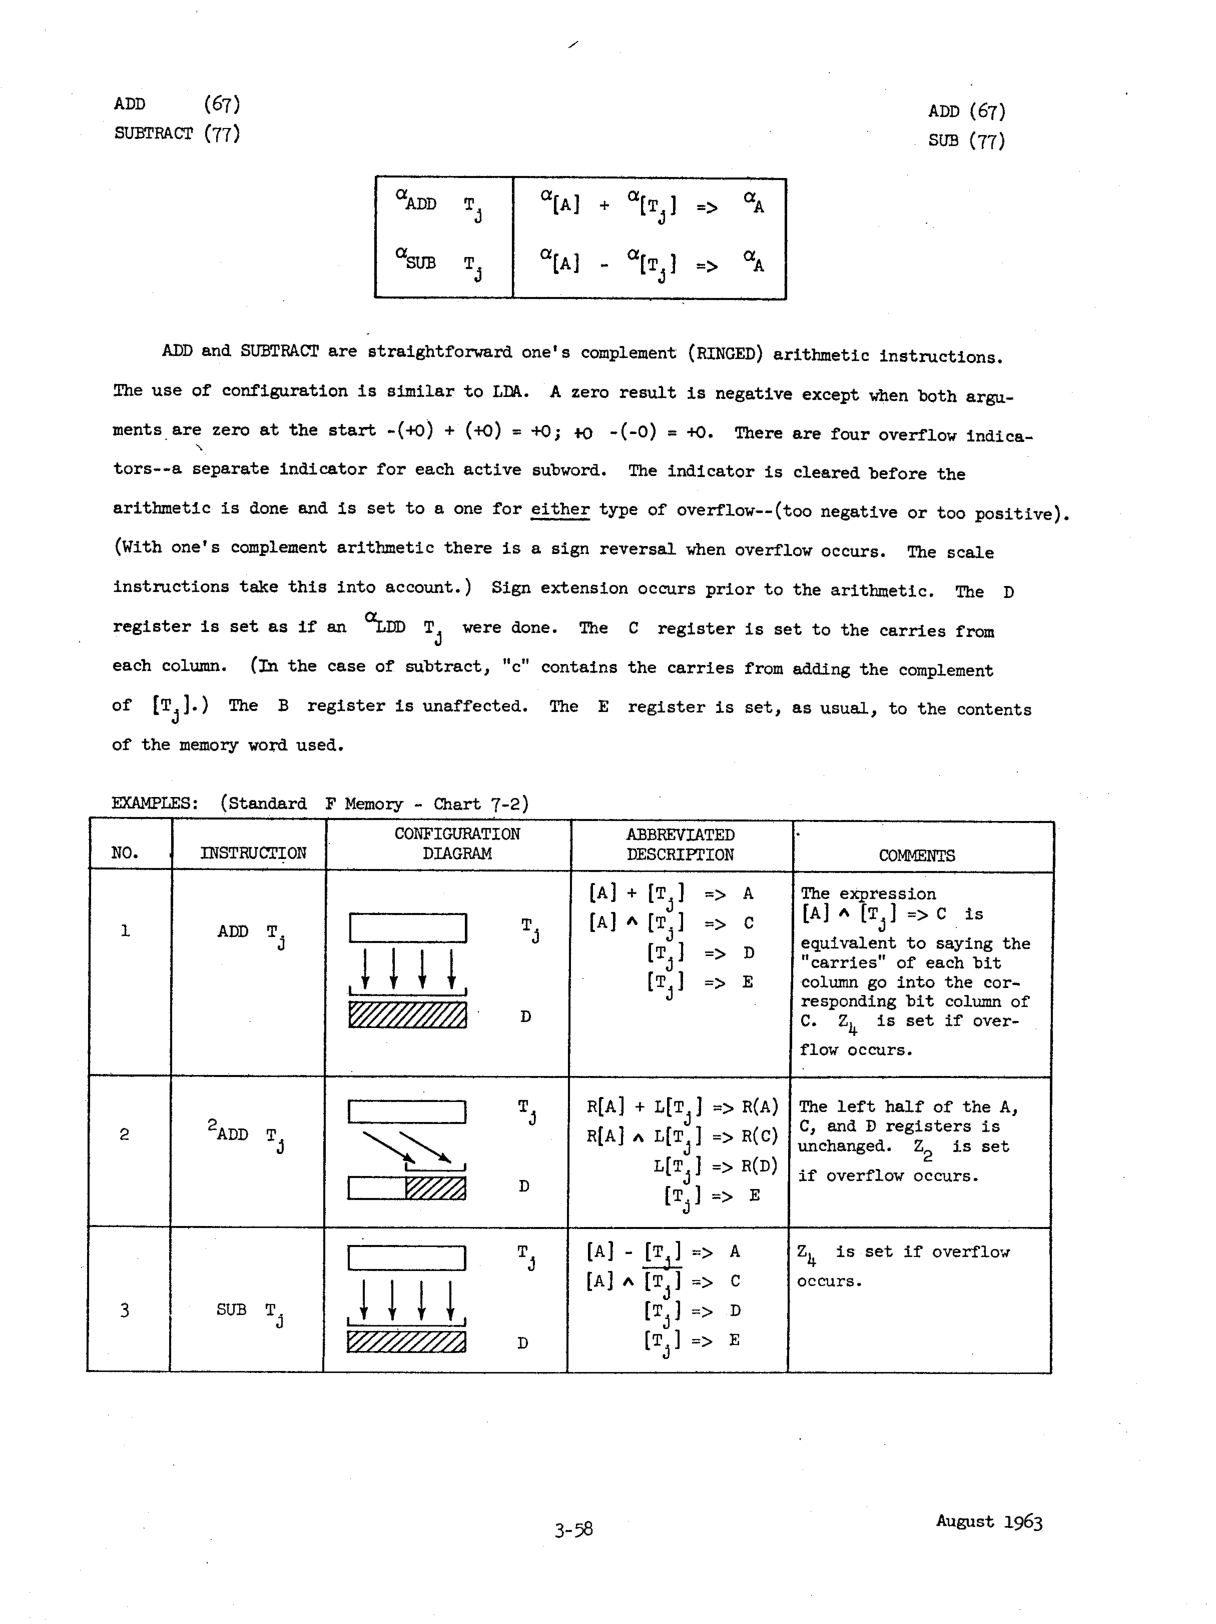 ADD (67)
SUBTRACT (77)
ADD (67)
SUB (77)
αADD Tj α[A] + α[Tj] => αA
αSUB Tj α[A] - α[Tj] => αA
ADD and SUBTRACT are straightforward one's complement (RINGED) arithmetic instructions.
The use of configuration is similar to LDA. A zero result is negative except when both argu-
ments are zero at the start -(+0) + (+0) = +0; +0 -(-0) = +0. There are four overflow indica-
tors--a separate indicator for each active subword. The indicator is cleared before the
arithmetic is done and is set to a one for either type of overflow--(too negative or too positive).
(With one's complement arithmetic there is a sign reversal when overflow occurs. The scale
instructions take this into account.) Sign extension occurs prior to the arithmetic. The D
register is set as if an αLDD Tj were done. The C register is set to the carries from
each column. (In the case of subtract, "c" contains the carries from adding the complement
of [Tj].) The B register is unaffected. The E register is set, as usual, to the contents
of the memory word used.
EXAMPLES: (Standard F Memory - Chart 7-2)
NO.
INSTRUCTION
CONFIGURATION
DIAGRAM
ABBREVIATED
DESCRIPTION
COMMENTS
1
ADD Tj
Tj
D
[A] + [Tj] => A
[A] ∧ [Tj] => C
[Tj] => D
[Tj] => E
The expression
[A] ∧ [Tj] => C is
equivalent to saying the
"carries" of each bit
column go into the cor-
responding bit column of
C. Z4 is set if over-
flow occurs.
2
²ADD Tj
Tj
D
R[A] + L[Tj] => R(A)
R[A] ∧ L[Tj] => R(C)
L[Tj] => R(D)
[Tj] => E
The left half of the A,
C, and D registers is
unchanged. Z2 is set
if overflow occurs.
3
SUB Tj
Tj
D
[A] - [Tj] => A
[A] ∧ [Tj] => C
[Tj] => D
[Tj] => E
Z4 is set if overflow
occurs.
3-58
August 1963